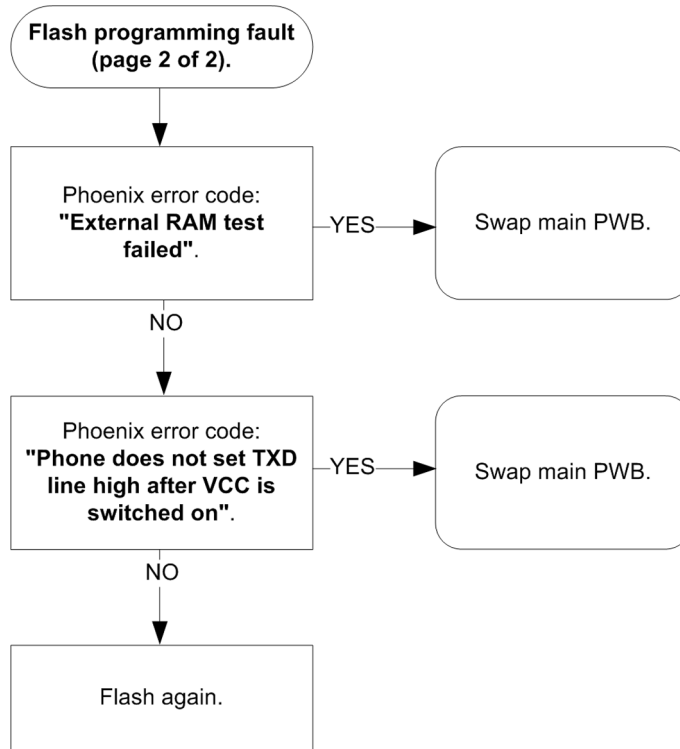 Flash programming fault
(page 2 of 2).
Phoenix error code:
"External RAM test
failed".
YES
Swap main PWB.
NO
Phoenix error code:
"Phone does not set TXD
line high after VCC is
switched on".
YES
Swap main PWB.
NO
Flash again.